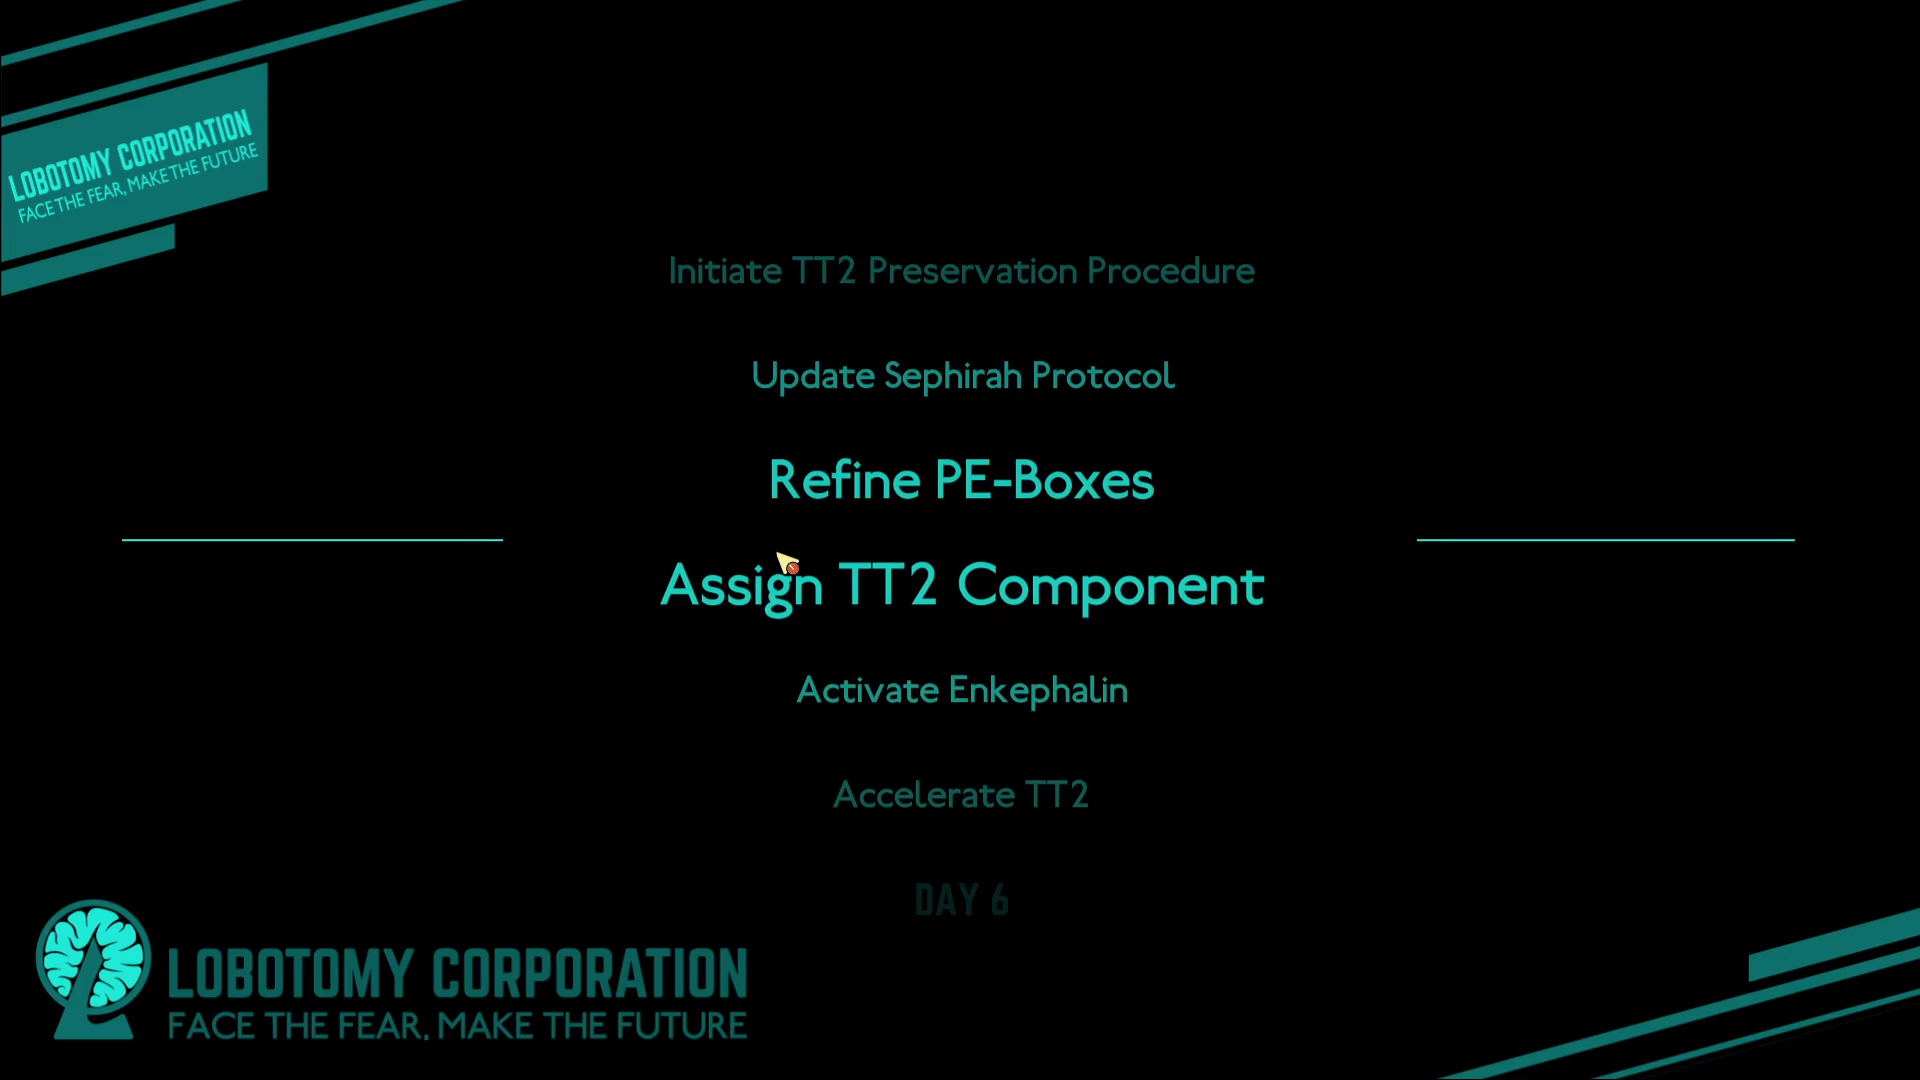 LOBOTOMY CORPORATION
FACE THE FEAR, MAKE THE FUTURE
Initiate TT2 Preservation Procedure
Update Sephirah Protocol
Refine PE-Boxes
Assign TT2 Component
Activate Enkephalin
Accelerate TT2
DAY 6
LOBOTOMY CORPORATION
FACE THE FEAR, MAKE THE FUTURE